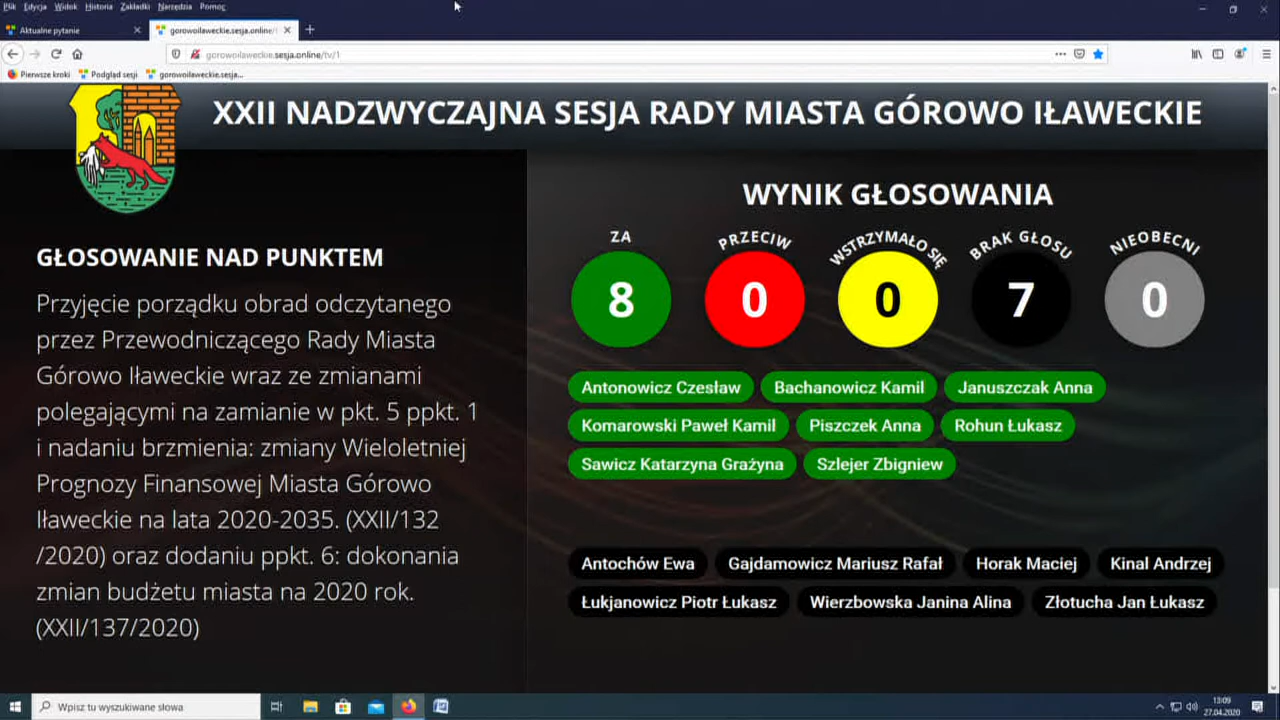 Plik Edycja Widok Historia Zakładki Narzędzia Pomoc
Aktualne pytanie
gorowoilaweckie.sesja.online/
gorowoilaweckie.sesja.online/tv/1
Pierwsze kroki Podgląd sesji gorowoilaweckie.sesja...
XXII NADZWYCZAJNA SESJA RADY MIASTA GÓROWO IŁAWECKIE
GŁOSOWANIE NAD PUNKTEM
Przyjęcie porządku obrad odczytanego
przez Przewodniczącego Rady Miasta
Górowo Iławeckie wraz ze zmianami
polegającymi na zamianie w pkt. 5 ppkt. 1
i nadaniu brzmienia: zmiany Wieloletniej
Prognozy Finansowej Miasta Górowo
Iławeckie na lata 2020-2035. (XXII/132
/2020) oraz dodaniu ppkt. 6: dokonania
zmian budżetu miasta na 2020 rok.
(XXII/137/2020)
WYNIK GŁOSOWANIA
ZA PRZECIW WSTRZYMAŁO SIĘ BRAK GŁOSU NIEOBECNI
8 0 0 7 0
Antonowicz Czesław Bachanowicz Kamil Januszczak Anna
Komarowski Paweł Kamil Piszczek Anna Rohun Łukasz
Sawicz Katarzyna Grażyna Szlejer Zbigniew
Antochów Ewa Gajdamowicz Mariusz Rafał Horak Maciej Kinal Andrzej
Łukjanowicz Piotr Łukasz Wierzbowska Janina Alina Złotucha Jan Łukasz
Wpisz tu wyszukiwane słowa
13:09
27.04.2020